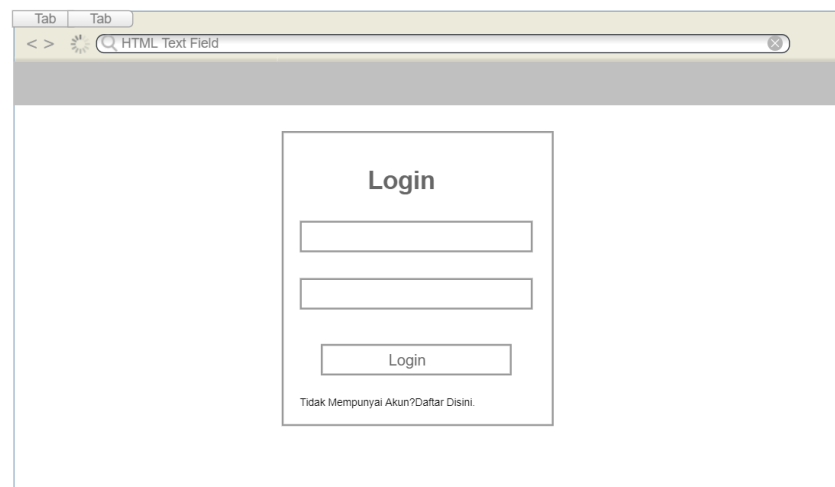 Tab Tab
< > HTML Text Field
Login
Login
Tidak Mempunyai Akun?Daftar Disini.